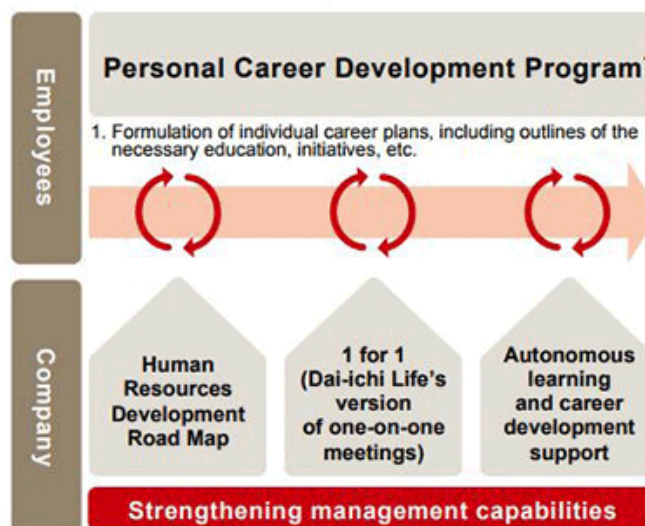 Employees
Personal Career Development Program
1. Formulation of individual career plans, including outlines of the
necessary education, initiatives, etc.
Company
Human
Resources
Development
Road Map
1 for 1
(Dai-ichi Life's
version
of one-on-one
meetings)
Autonomous
learning
and career
development
support
Strengthening management capabilities